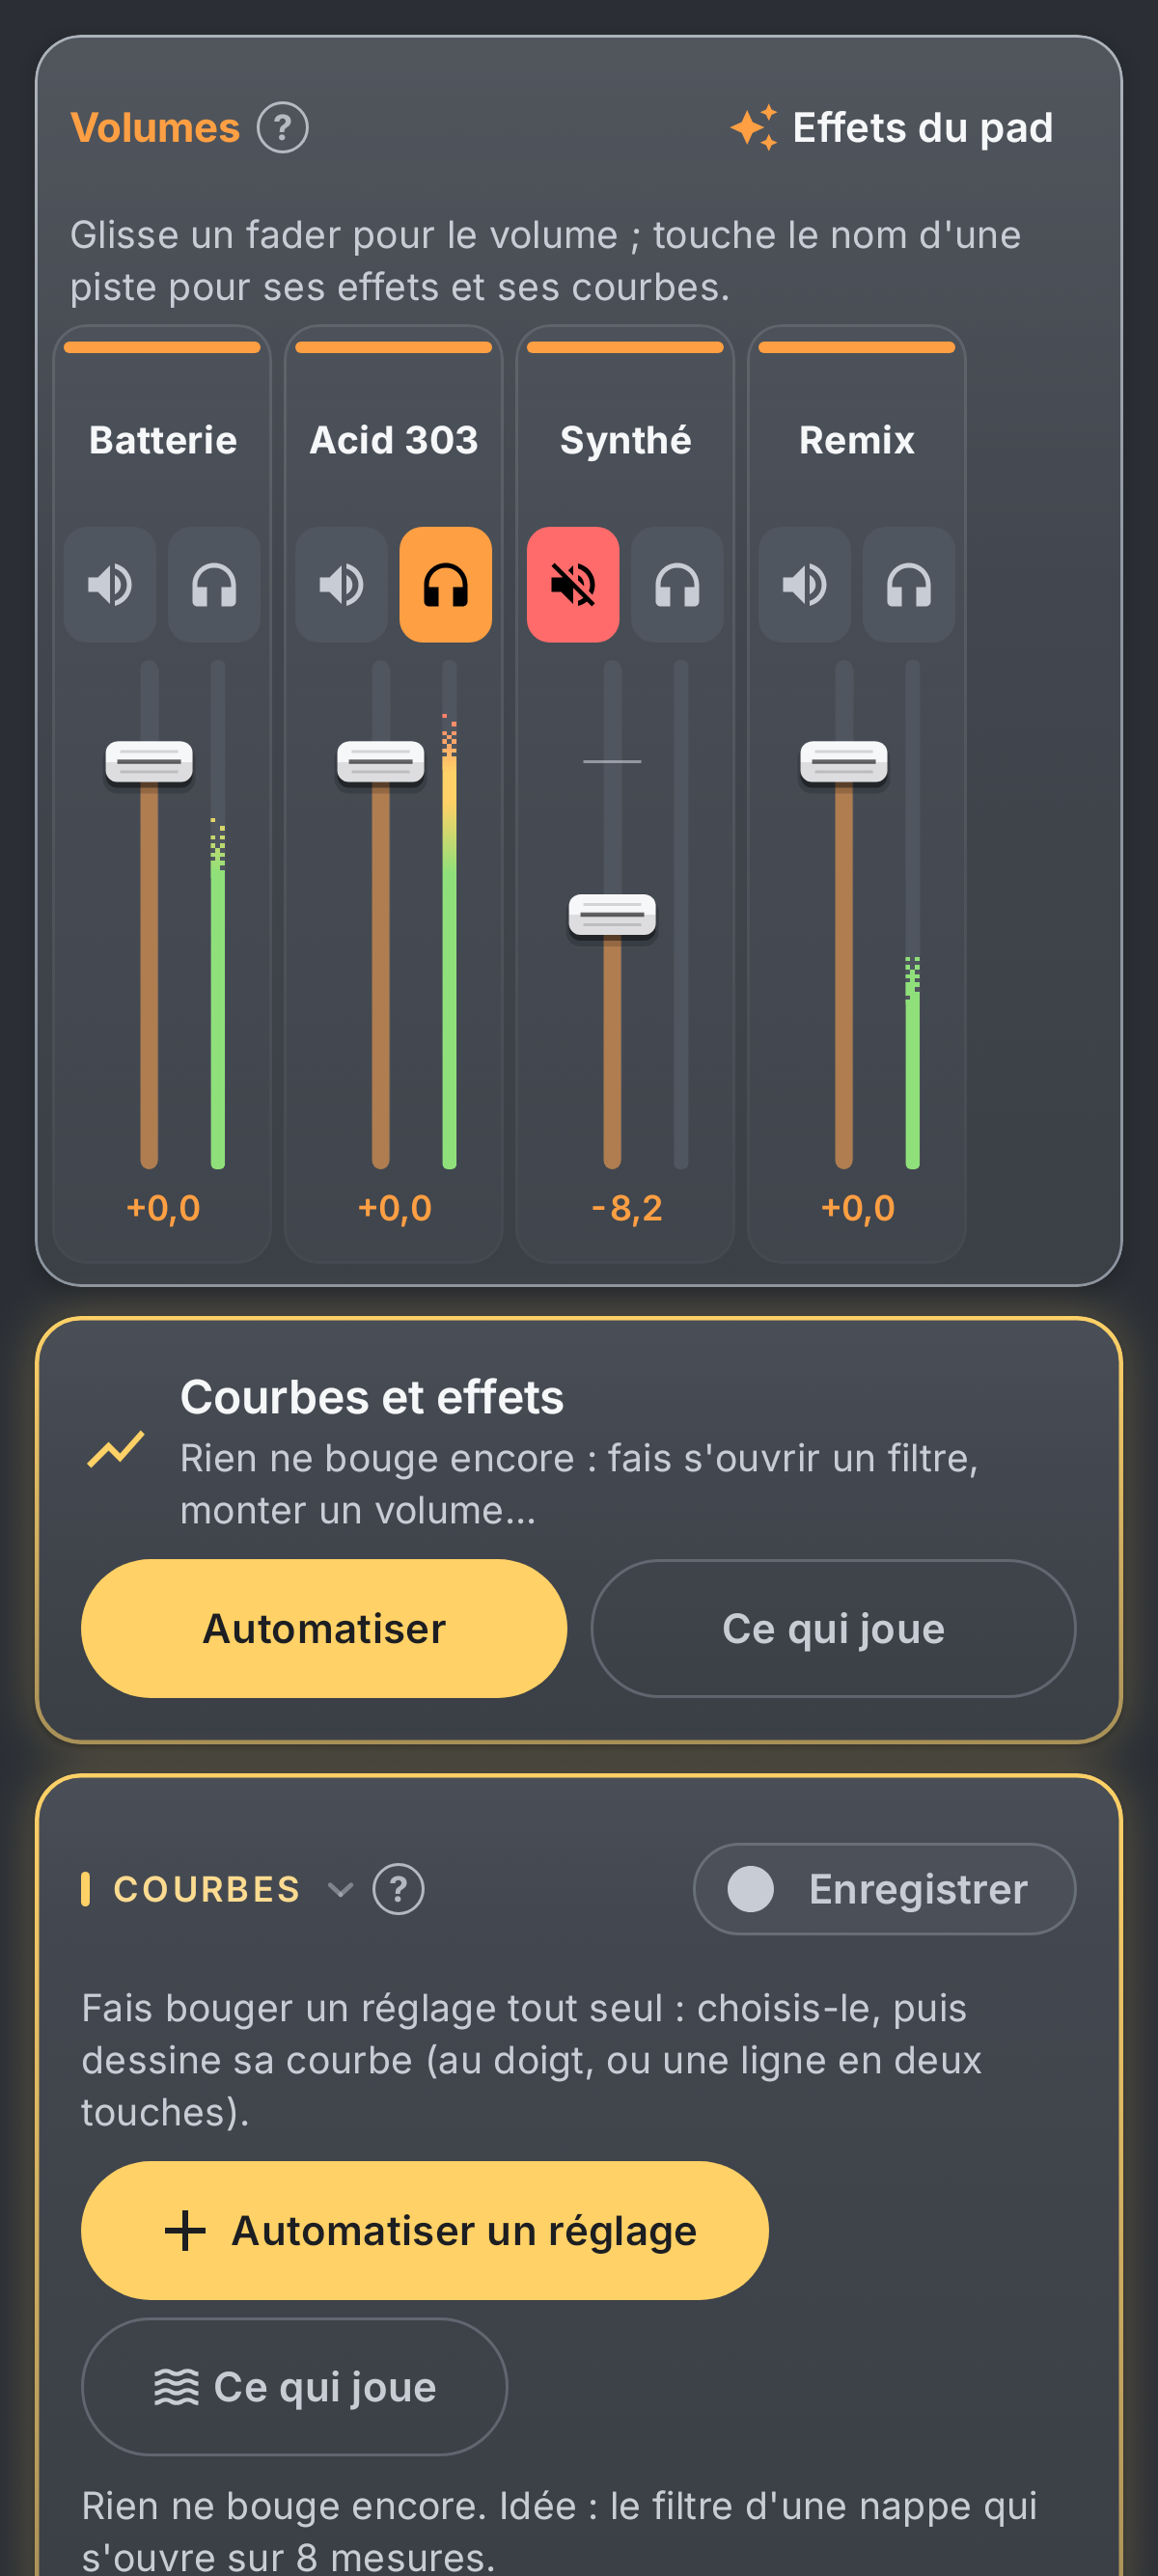 Volumes ? Effets du pad
Glisse un fader pour le volume ; touche le nom d'une
piste pour ses effets et ses courbes.
Batterie Acid 303 Synthé Remix
+0,0 +0,0 -8,2 +0,0
Courbes et effets
Rien ne bouge encore : fais s'ouvrir un filtre,
monter un volume...
Automatiser Ce qui joue
COURBES ? Enregistrer
Fais bouger un réglage tout seul : choisis-le, puis
dessine sa courbe (au doigt, ou une ligne en deux
touches).
Automatiser un réglage
Ce qui joue
Rien ne bouge encore. Idée : le filtre d'une nappe qui
s'ouvre sur 8 mesures.